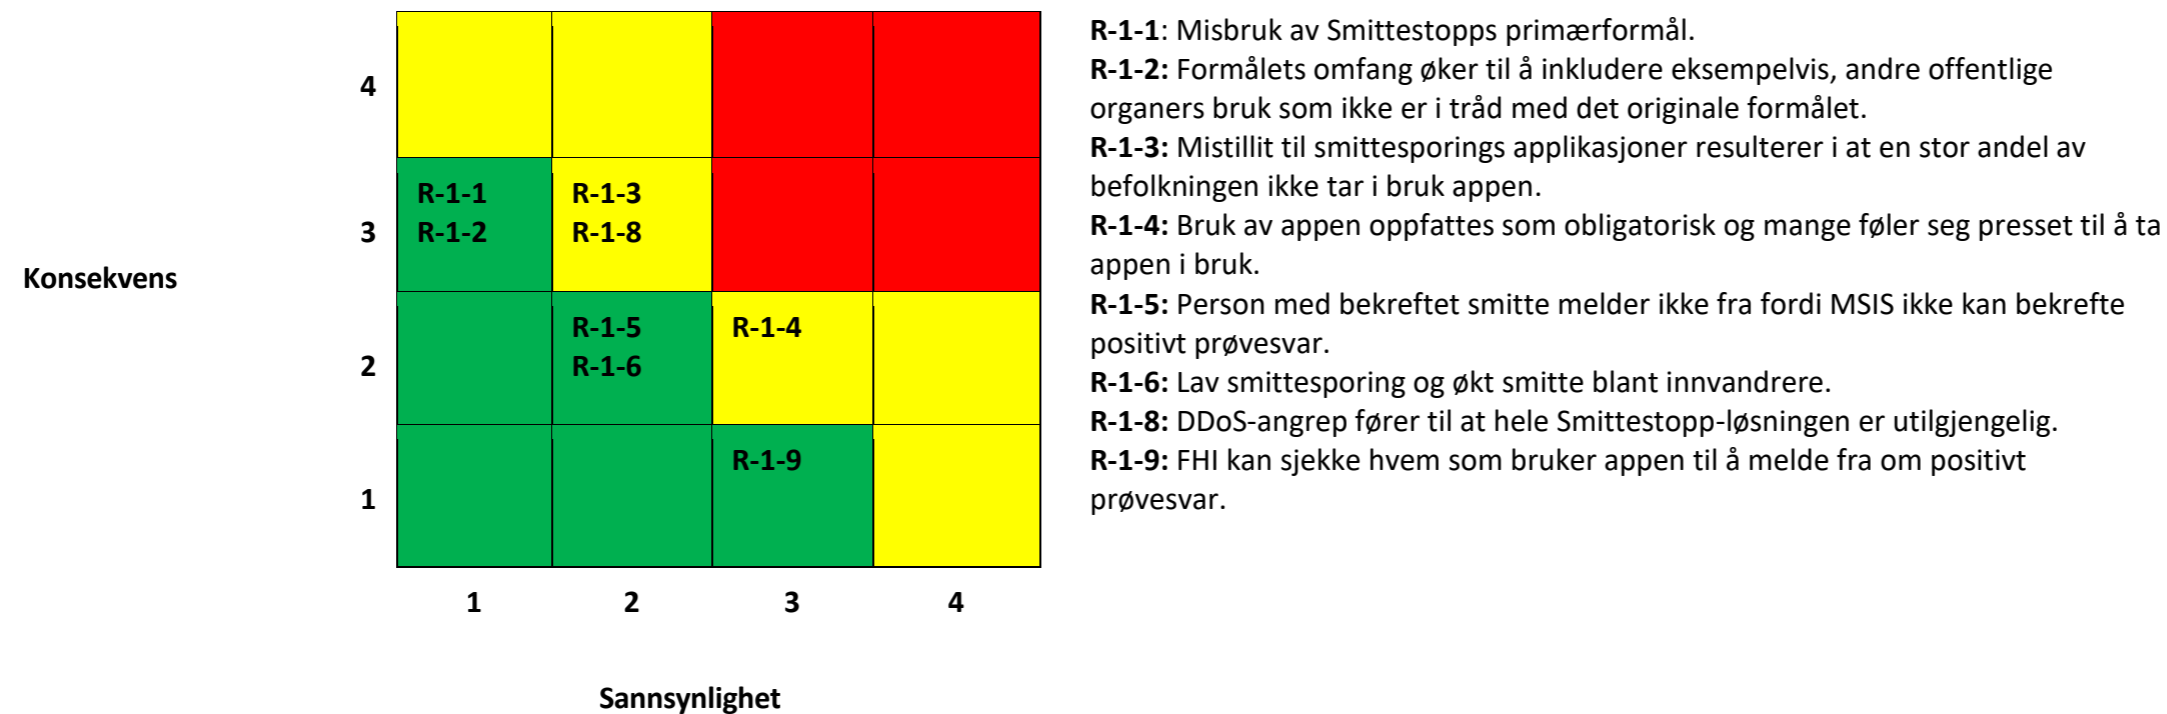 4
R-1-1 R-1-3
R-1-2 R-1-8
3
Konsekvens
R-1-5 R-1-4
R-1-6
2
R-1-9
1
1 2 3 4
Sannsynlighet
R-1-1: Misbruk av Smittestopps primærformål.
R-1-2: Formålets omfang øker til å inkludere eksempelvis, andre offentlige
organers bruk som ikke er i tråd med det originale formålet.
R-1-3: Mistillit til smittesporings applikasjoner resulterer i at en stor andel av
befolkningen ikke tar i bruk appen.
R-1-4: Bruk av appen oppfattes som obligatorisk og mange føler seg presset til å ta
appen i bruk.
R-1-5: Person med bekreftet smitte melder ikke fra fordi MSIS ikke kan bekrefte
positivt prøvesvar.
R-1-6: Lav smittesporing og økt smitte blant innvandrere.
R-1-8: DDoS-angrep fører til at hele Smittestopp-løsningen er utilgjengelig.
R-1-9: FHI kan sjekke hvem som bruker appen til å melde fra om positivt
prøvesvar.